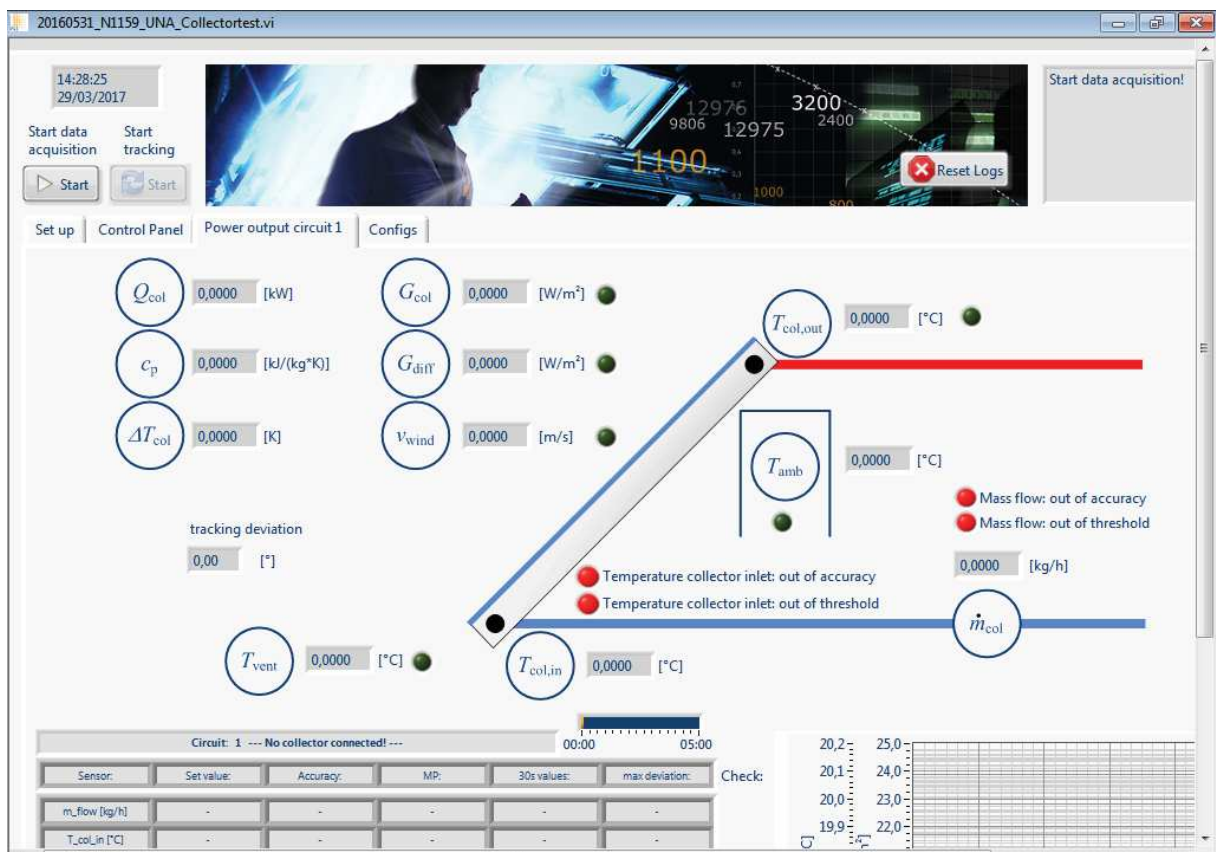 20160531_N1159_UNA_Collectortest.vi
14:28:25
29/03/2017
Start data acquisition!
12976
3200
9806
12975
2400
1100
1000
800
Start data
acquisition
Start
tracking
Start
Start
Reset Logs
Set up
Control Panel
Power output circuit 1
Configs
Qcol 0,0000 [kW]
Gcol 0,0000 [W/m²]
Tcol,out 0,0000 [°C]
cp 0,0000 [kJ/(kg*K)]
Gdiff 0,0000 [W/m²]
ΔTcol 0,0000 [K]
vwind 0,0000 [m/s]
Tamb 0,0000 [°C]
Mass flow: out of accuracy
Mass flow: out of threshold
tracking deviation
0,00 [°]
0,0000 [kg/h]
Temperature collector inlet: out of accuracy
Temperature collector inlet: out of threshold
ṁcol
Tvent 0,0000 [°C]
Tcol,in 0,0000 [°C]
Circuit: 1 --- No collector connected! ---
00:00 05:00
Sensor: Set value: Accuracy: MP: 30s values: max deviation: Check:
m_flow [kg/h] - - - - -
T_col_in [°C] - - - - -
20,2 25,0
20,1 24,0
20,0 23,0
19,9 22,0